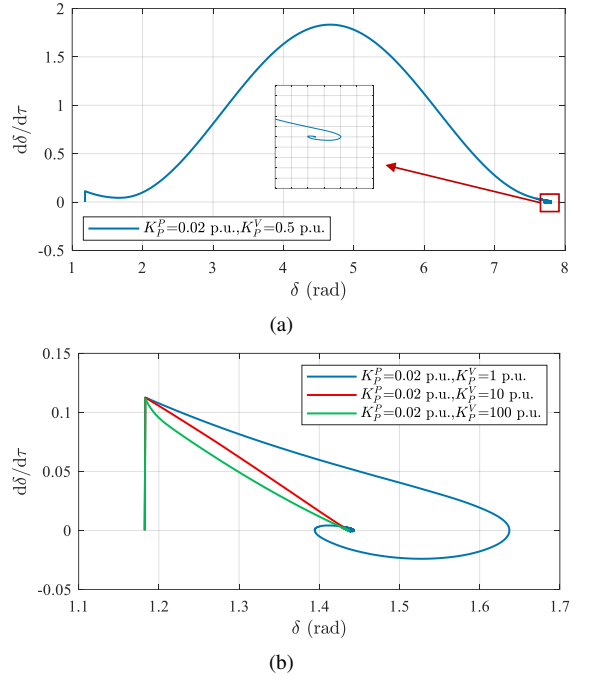 2
1.5
1
0.5
0
-0.5
dδ/dτ
K_P^P=0.02 p.u.,K_P^V=0.5 p.u.
1 2 3 4 5 6 7 8
δ (rad)
(a)
0.15
0.1
0.05
0
-0.05
dδ/dτ
K_P^P=0.02 p.u.,K_P^V=1 p.u.
K_P^P=0.02 p.u.,K_P^V=10 p.u.
K_P^P=0.02 p.u.,K_P^V=100 p.u.
1.1 1.2 1.3 1.4 1.5 1.6 1.7
δ (rad)
(b)